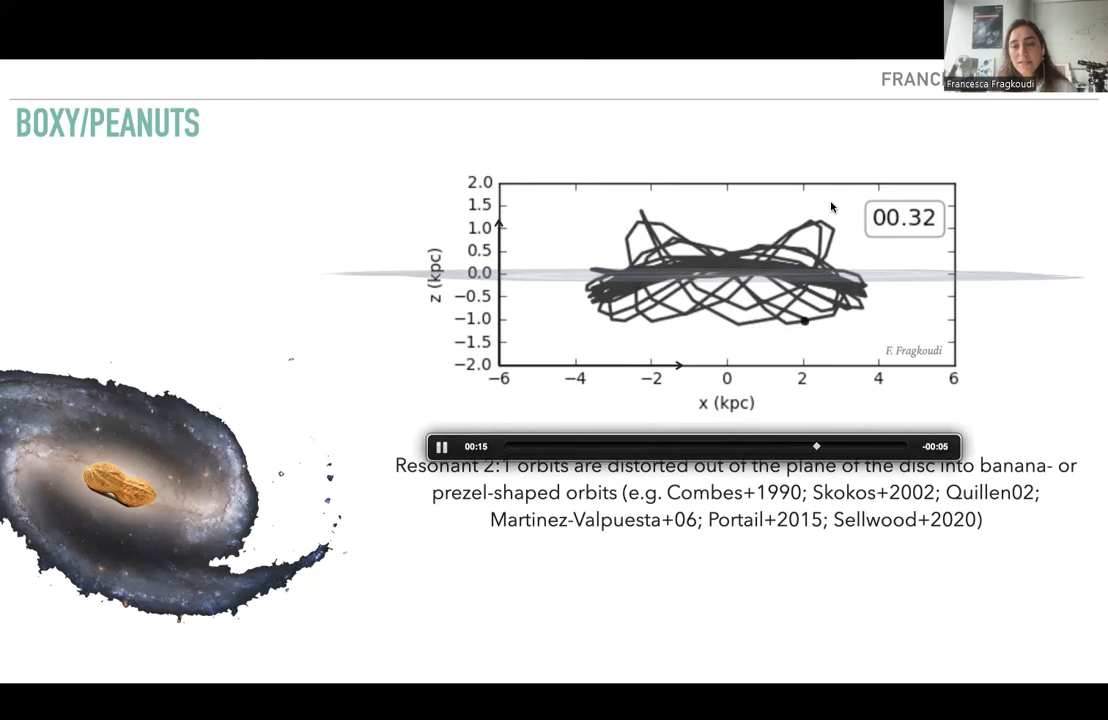 FRANC
Francesca Fragkoudi
BOXY/PEANUTS
2.0
1.5
1.0
0.5
0.0
−0.5
−1.0
−1.5
−2.0
z (kpc)
00.32
F. Fragkoudi
−6
−4
−2
0
2
4
6
x (kpc)
00:15
-00:05
Resonant 2:1 orbits are distorted out of the plane of the disc into banana- or
prezel-shaped orbits (e.g. Combes+1990; Skokos+2002; Quillen02;
Martinez-Valpuesta+06; Portail+2015; Sellwood+2020)